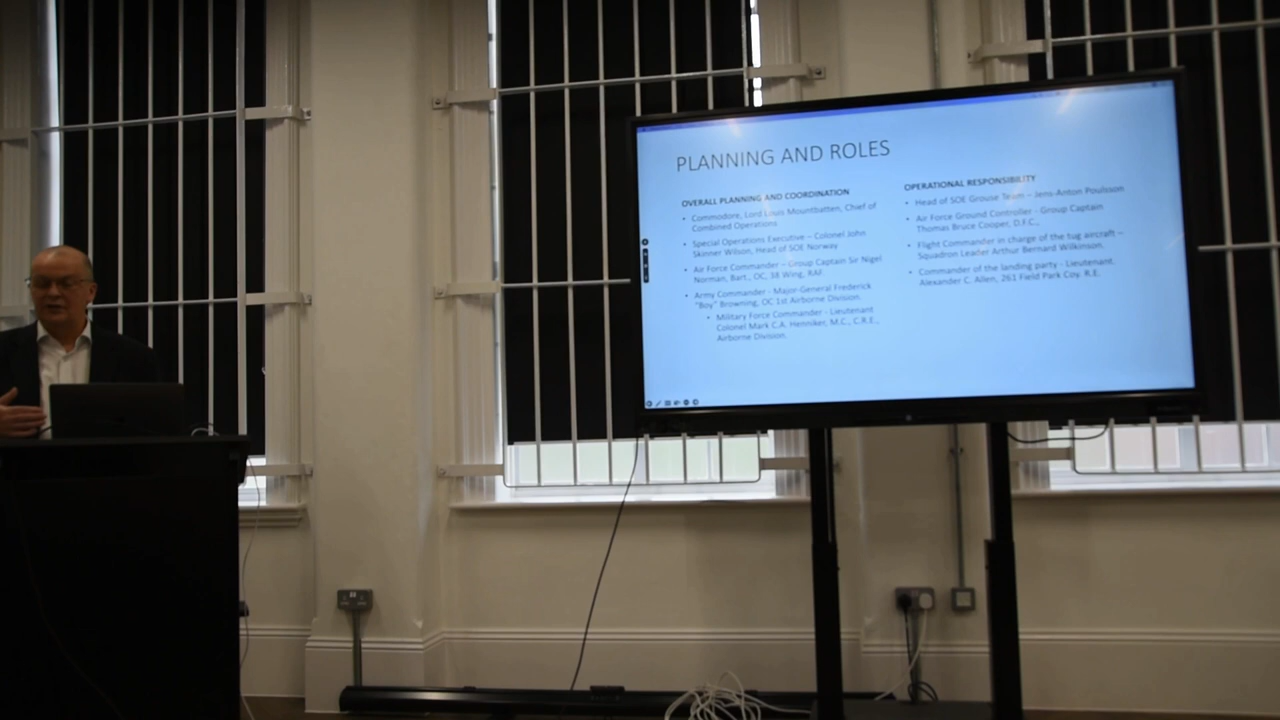 PLANNING AND ROLES
OVERALL PLANNING AND COORDINATION
• Commodore, Lord Louis Mountbatten, Chief of
Combined Operations
• Special Operations Executive – Colonel John
Skinner Wilson, Head of SOE Norway
• Air Force Commander – Group Captain Sir Nigel
Norman, Bart., OC, 38 Wing, RAF.
• Army Commander - Major-General Frederick
"Boy" Browning, OC 1st Airborne Division.
• Military Force Commander - Lieutenant
Colonel Mark C.A. Henniker, M.C., C.R.E.,
Airborne Division.
OPERATIONAL RESPONSIBILITY
• Head of SOE Grouse Team – Jens-Anton Poulsson
• Air Force Ground Controller - Group Captain
Thomas Bruce Cooper, D.F.C.,
• Flight Commander in charge of the tug aircraft –
Squadron Leader Arthur Bernard Wilkinson.
• Commander of the landing party - Lieutenant.
Alexander C. Allen, 261 Field Park Coy. R.E.